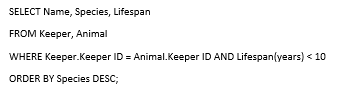 SELECT Name, Species, Lifespan
FROM Keeper, Animal
WHERE Keeper.Keeper ID = Animal.Keeper ID AND Lifespan(years) < 10
ORDER BY Species DESC;